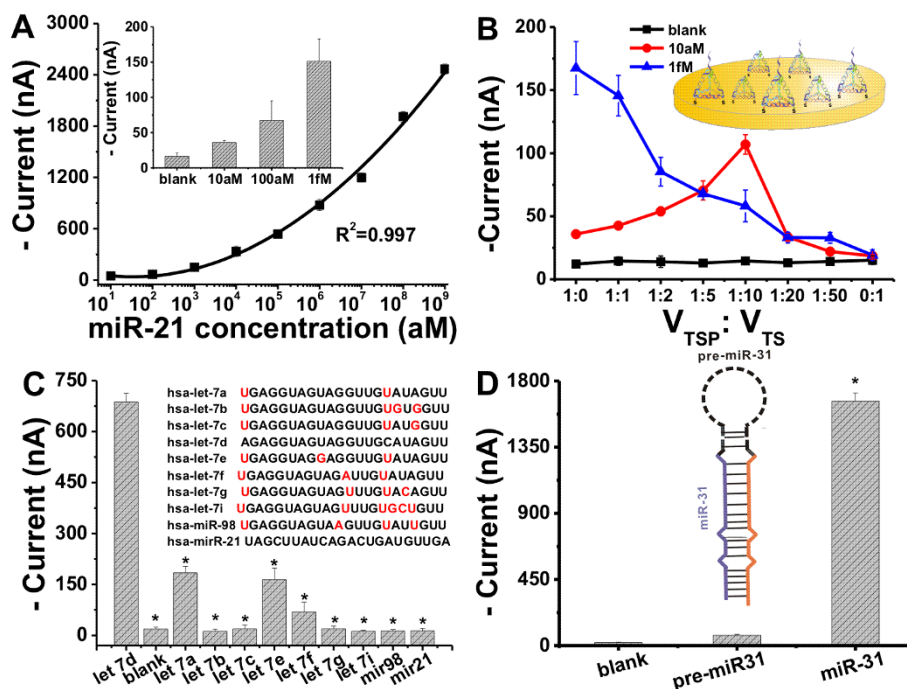 A
- Current (nA)
3000
2400
1800
1200
600
0
10¹ 10² 10³ 10⁴ 10⁵ 10⁶ 10⁷ 10⁸ 10⁹
miR-21 concentration (aM)
R²=0.997
- Current (nA)
200
150
100
50
0
blank 10aM 100aM 1fM
B
-Current (nA)
200
150
100
50
0
blank
10aM
1fM
S S S S S S
1:0 1:1 1:2 1:5 1:10 1:20 1:50 0:1
V_TSP: V_TS
C
- Current (nA)
750
600
450
300
150
0
hsa-let-7a UGAGGUAGUAGGUUGUAUAGUU
hsa-let-7b UGAGGUAGUAGGUUGUGUGGUU
hsa-let-7c UGAGGUAGUAGGUUGUAUGGUU
hsa-let-7d AGAGGUAGUAGGUUGCAUAGUU
hsa-let-7e UGAGGUAGGAGGUUGUAUAGUU
hsa-let-7f UGAGGUAGUAGAUUGUAUAGUU
hsa-let-7g UGAGGUAGUAGUUUGUACAGUU
hsa-let-7i UGAGGUAGUAGUUUGUGCUGUU
hsa-miR-98 UGAGGUAGUAAGUUGUAUUGUU
hsa-mirR-21 UAGCUUAUCAGACUGAUGUUGA
* * * * * * * * * *
let 7d blank let 7a let 7b let 7c let 7e let 7f let 7g let 7i mir98 mir21
D
- Current (nA)
1800
1350
900
450
0
pre-miR-31
miR-31
*
blank pre-miR31 miR-31